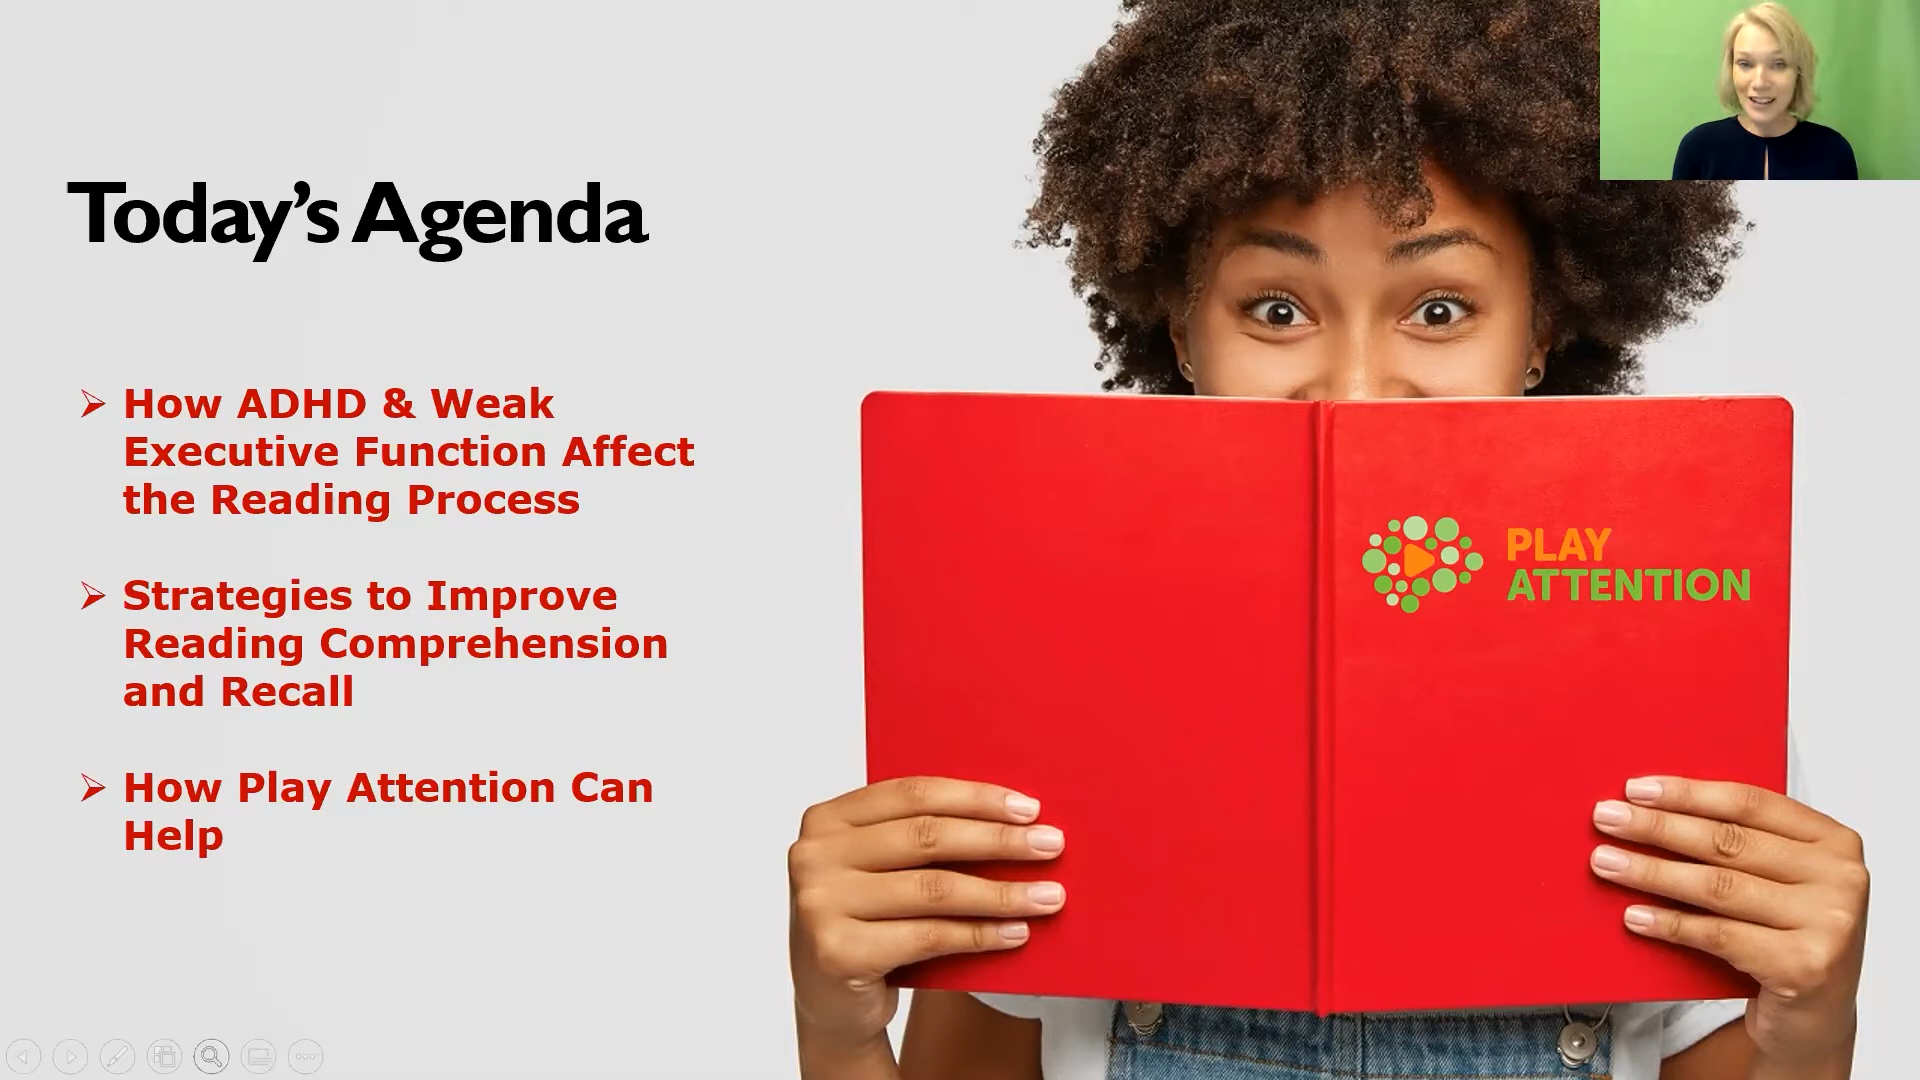 Today's Agenda
How ADHD & Weak
Executive Function Affect
the Reading Process
Strategies to Improve
Reading Comprehension
and Recall
How Play Attention Can
Help
PLAY
ATTENTION